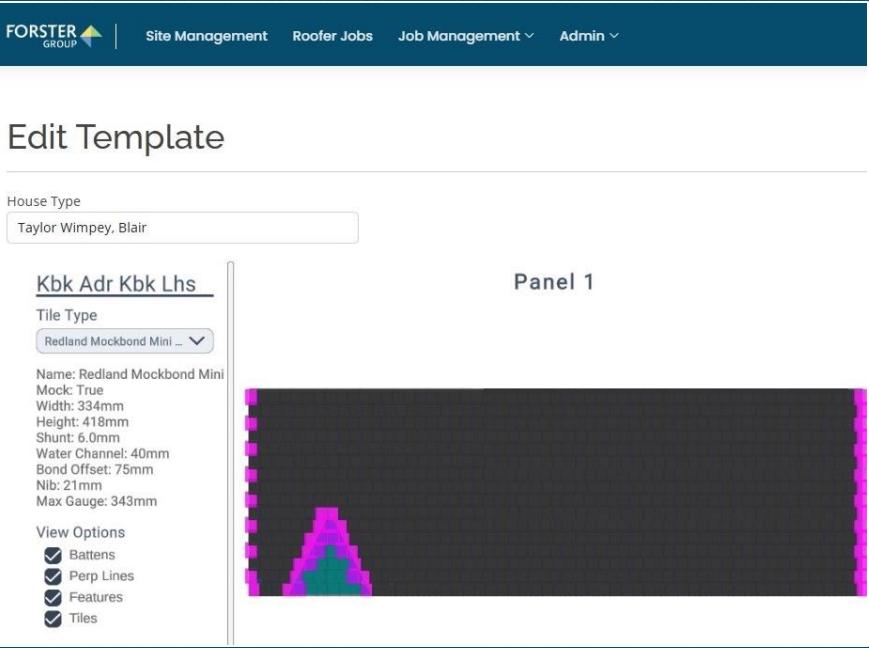 FORSTER
GROUP
Site Management
Roofer Jobs
Job Management
Admin
Edit Template
House Type
Taylor Wimpey, Blair
Kbk Adr Kbk Lhs
Tile Type
Redland Mockbond Mini ...
Name: Redland Mockbond Mini
Mock: True
Width: 334mm
Height: 418mm
Shunt: 6.0mm
Water Channel: 40mm
Bond Offset: 75mm
Nib: 21mm
Max Gauge: 343mm
View Options
Battens
Perp Lines
Features
Tiles
Panel 1